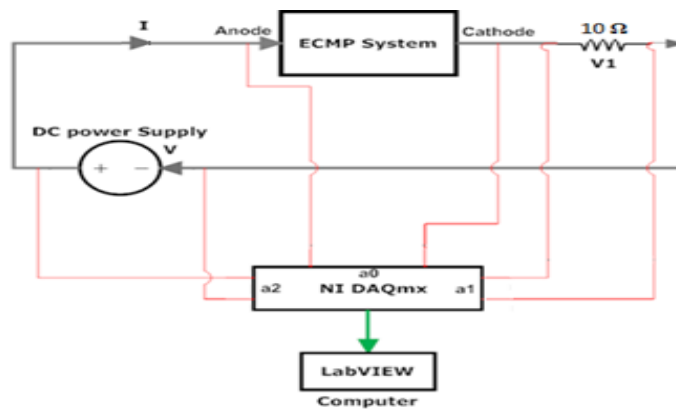 I
Anode
ECMP System
Cathode
10 Ω
V1
DC power Supply
V
+ -
a0
a2
NI DAQmx
a1
LabVIEW
Computer